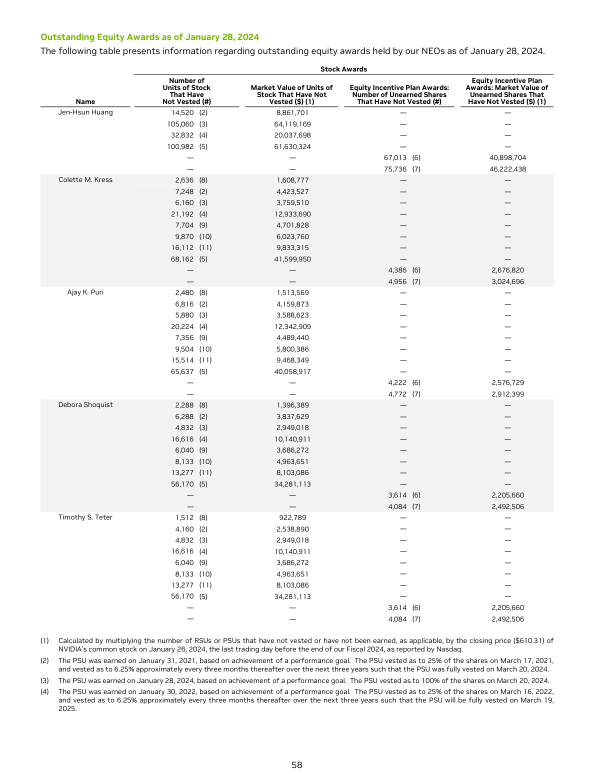 Outstanding Equity Awards as of January 28, 2024
The following table presents information regarding outstanding equity awards held by our NEOs as of January 28, 2024.
Stock Awards
Name | Number of Units of Stock That Have Not Vested (#) | Market Value of Units of Stock That Have Not Vested ($) (1) | Equity Incentive Plan Awards: Number of Unearned Shares That Have Not Vested (#) | Equity Incentive Plan Awards: Market Value of Unearned Shares That Have Not Vested ($) (1)
Jen-Hsun Huang 14,520 (2) 8,861,701 — —
105,060 (3) 64,119,169 — —
32,832 (4) 20,037,698 — —
100,982 (5) 61,630,324 — —
— — 67,013 (6) 40,898,704
— — 75,736 (7) 46,222,438
Colette M. Kress 2,636 (8) 1,608,777 — —
7,248 (2) 4,423,527 — —
6,160 (3) 3,759,510 — —
21,192 (4) 12,933,690 — —
7,704 (9) 4,701,828 — —
9,870 (10) 6,023,760 — —
16,112 (11) 9,833,315 — —
68,162 (5) 41,599,950 — —
— — 4,386 (6) 2,676,820
— — 4,956 (7) 3,024,696
Ajay K. Puri 2,480 (8) 1,513,569 — —
6,816 (2) 4,159,873 — —
5,880 (3) 3,588,623 — —
20,224 (4) 12,342,909 — —
7,356 (9) 4,489,440 — —
9,504 (10) 5,800,386 — —
15,514 (11) 9,468,349 — —
65,637 (5) 40,058,917 — —
— — 4,222 (6) 2,576,729
— — 4,772 (7) 2,912,399
Debora Shoquist 2,288 (8) 1,396,389 — —
6,288 (2) 3,837,629 — —
4,832 (3) 2,949,018 — —
16,616 (4) 10,140,911 — —
6,040 (9) 3,686,272 — —
8,133 (10) 4,963,651 — —
13,277 (11) 8,103,086 — —
56,170 (5) 34,281,113 — —
— — 3,614 (6) 2,205,660
— — 4,084 (7) 2,492,506
Timothy S. Teter 1,512 (8) 922,789 — —
4,160 (2) 2,538,890 — —
4,832 (3) 2,949,018 — —
16,616 (4) 10,140,911 — —
6,040 (9) 3,686,272 — —
8,133 (10) 4,963,651 — —
13,277 (11) 8,103,086 — —
56,170 (5) 34,281,113 — —
— — 3,614 (6) 2,205,660
— — 4,084 (7) 2,492,506
(1) Calculated by multiplying the number of RSUs or PSUs that have not vested or have not been earned, as applicable, by the closing price ($610.31) of
NVIDIA's common stock on January 26, 2024, the last trading day before the end of our Fiscal 2024, as reported by Nasdaq.
(2) The PSU was earned on January 31, 2021, based on achievement of a performance goal. The PSU vested as to 25% of the shares on March 17, 2021,
and vested as to 6.25% approximately every three months thereafter over the next three years such that the PSU was fully vested on March 20, 2024.
(3) The PSU was earned on January 28, 2024, based on achievement of a performance goal. The PSU vested as to 100% of the shares on March 20, 2024.
(4) The PSU was earned on January 30, 2022, based on achievement of a performance goal. The PSU vested as to 25% of the shares on March 16, 2022,
and vested as to 6.25% approximately every three months thereafter over the next three years such that the PSU will be fully vested on March 19,
2025.
58